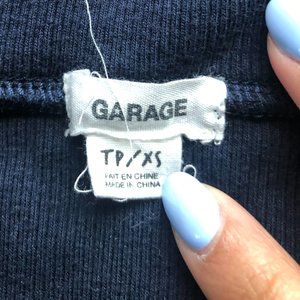 GARAGE
TP/XS
FAIT EN CHINE
MADE IN CHINA